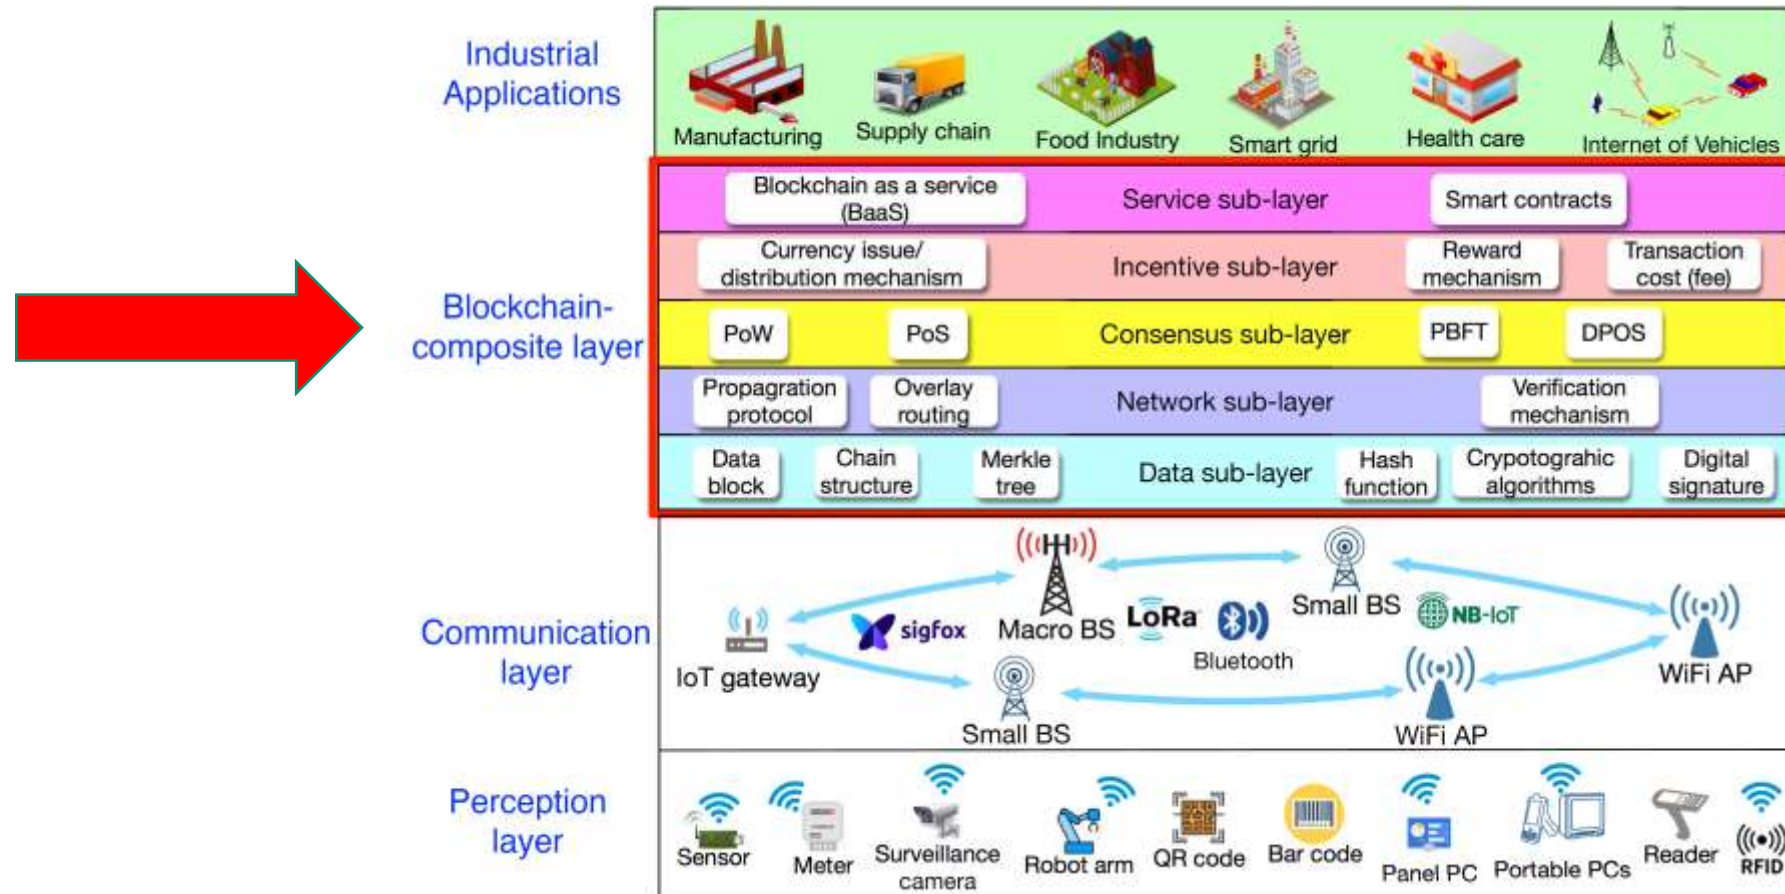 Industrial
Applications
Manufacturing
Supply chain
Food Industry
Smart grid
Health care
Internet of Vehicles
Blockchain-
composite layer
Blockchain as a service
(BaaS)
Service sub-layer
Smart contracts
Currency issue/
distribution mechanism
Incentive sub-layer
Reward
mechanism
Transaction
cost (fee)
PoW
PoS
Consensus sub-layer
PBFT
DPOS
Propagration
protocol
Overlay
routing
Network sub-layer
Verification
mechanism
Data
block
Chain
structure
Merkle
tree
Data sub-layer
Hash
function
Crypotograhic
algorithms
Digital
signature
Communication
layer
IoT gateway
sigfox
Macro BS
LoRa
Bluetooth
Small BS
NB-IoT
WiFi AP
Small BS
WiFi AP
Perception
layer
Sensor
Meter
Surveillance
camera
Robot arm
QR code
Bar code
Panel PC
Portable PCs
Reader
RFID